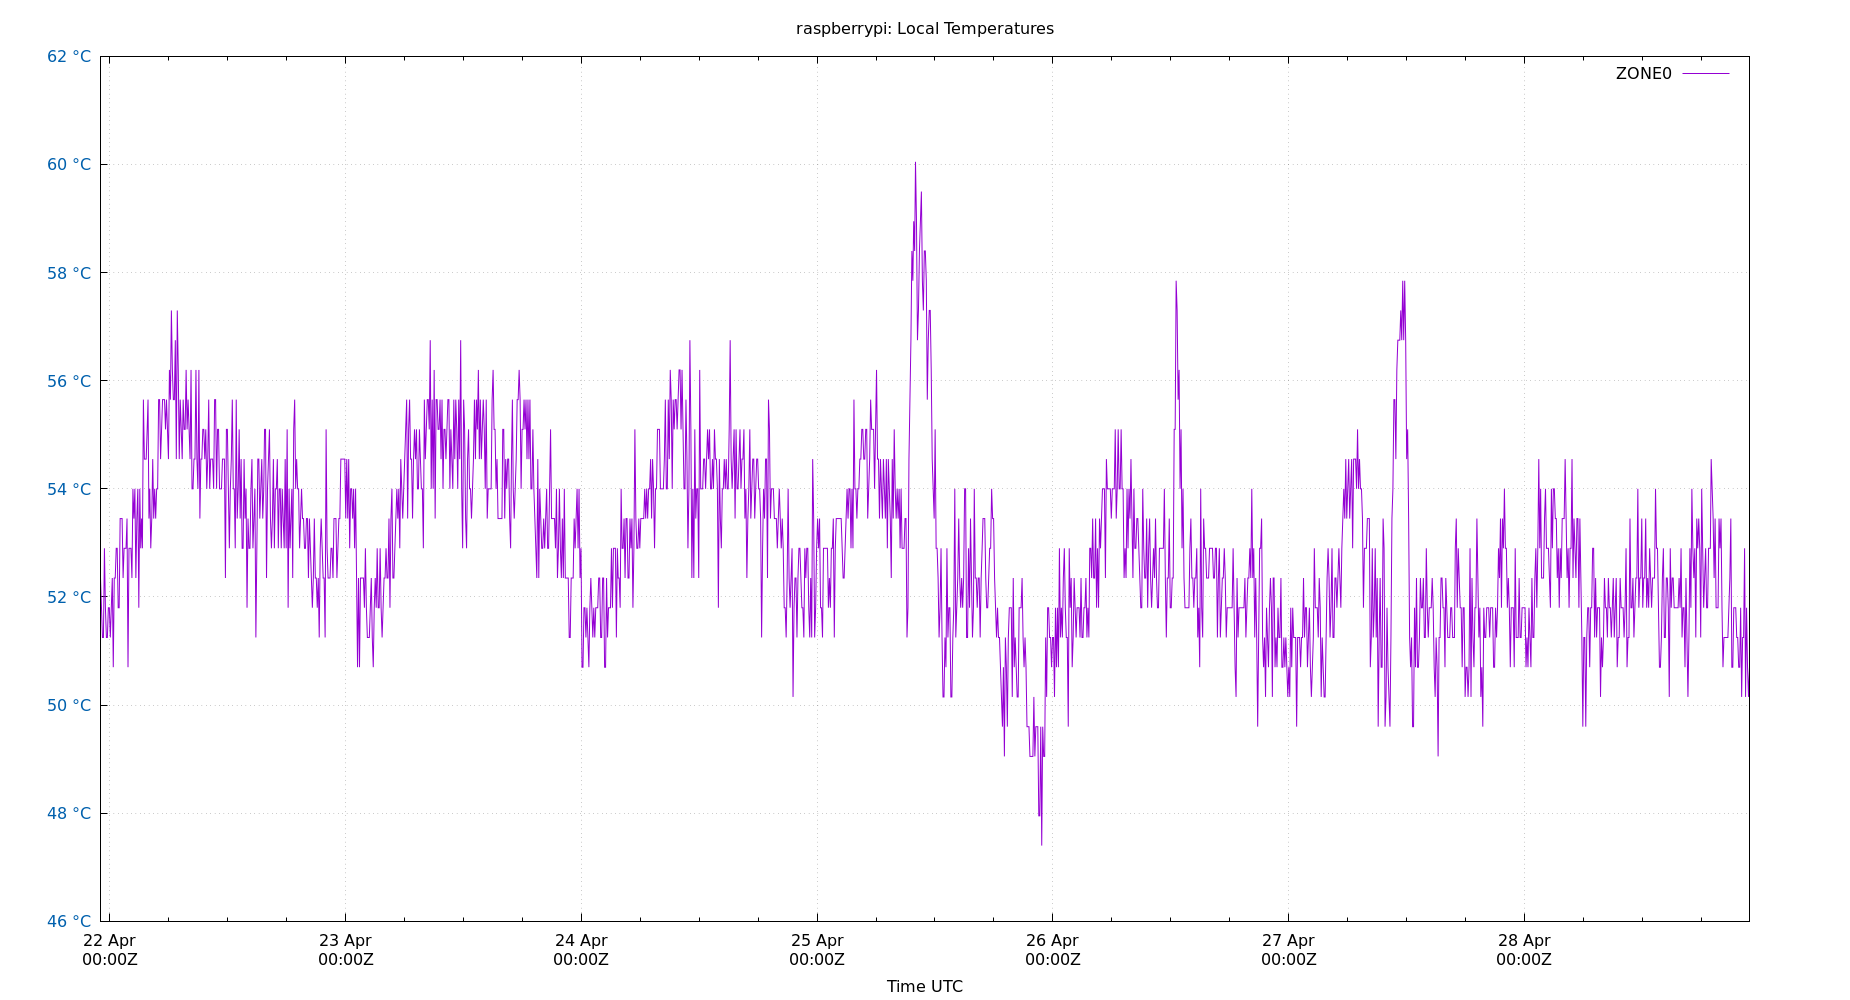 raspberrypi: Local Temperatures
62 °C
ZONE0
60 °C
58 °C
56 °C
54 °C
52 °C
50 °C
48 °C
46 °C
22 Apr 23 Apr 24 Apr 25 Apr 26 Apr 27 Apr 28 Apr
00:00Z 00:00Z 00:00Z 00:00Z 00:00Z 00:00Z 00:00Z
Time UTC